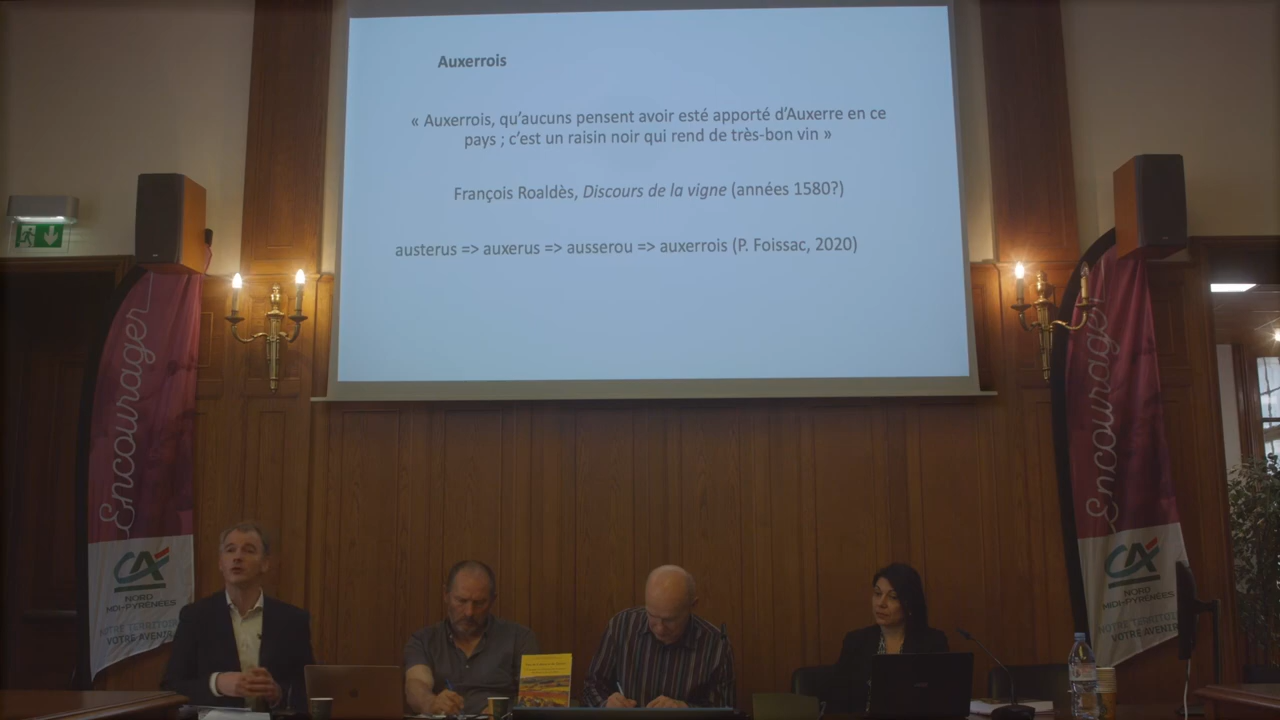 Auxerrois
« Auxerrois, qu'aucuns pensent avoir esté apporté d'Auxerre en ce
pays ; c'est un raisin noir qui rend de très-bon vin »
François Roaldès, Discours de la vigne (années 1580?)
austerus => auxerus => ausserou => auxerrois (P. Foissac, 2020)
Encourager
CA
NORD
MIDI-PYRÉNÉES
NOTRE TERRITOIRE
VOTRE AVENIR
Encourager
CA
NORD
MIDI-PYRÉNÉES
NOTRE TERRITOIRE
VOTRE AVENIR